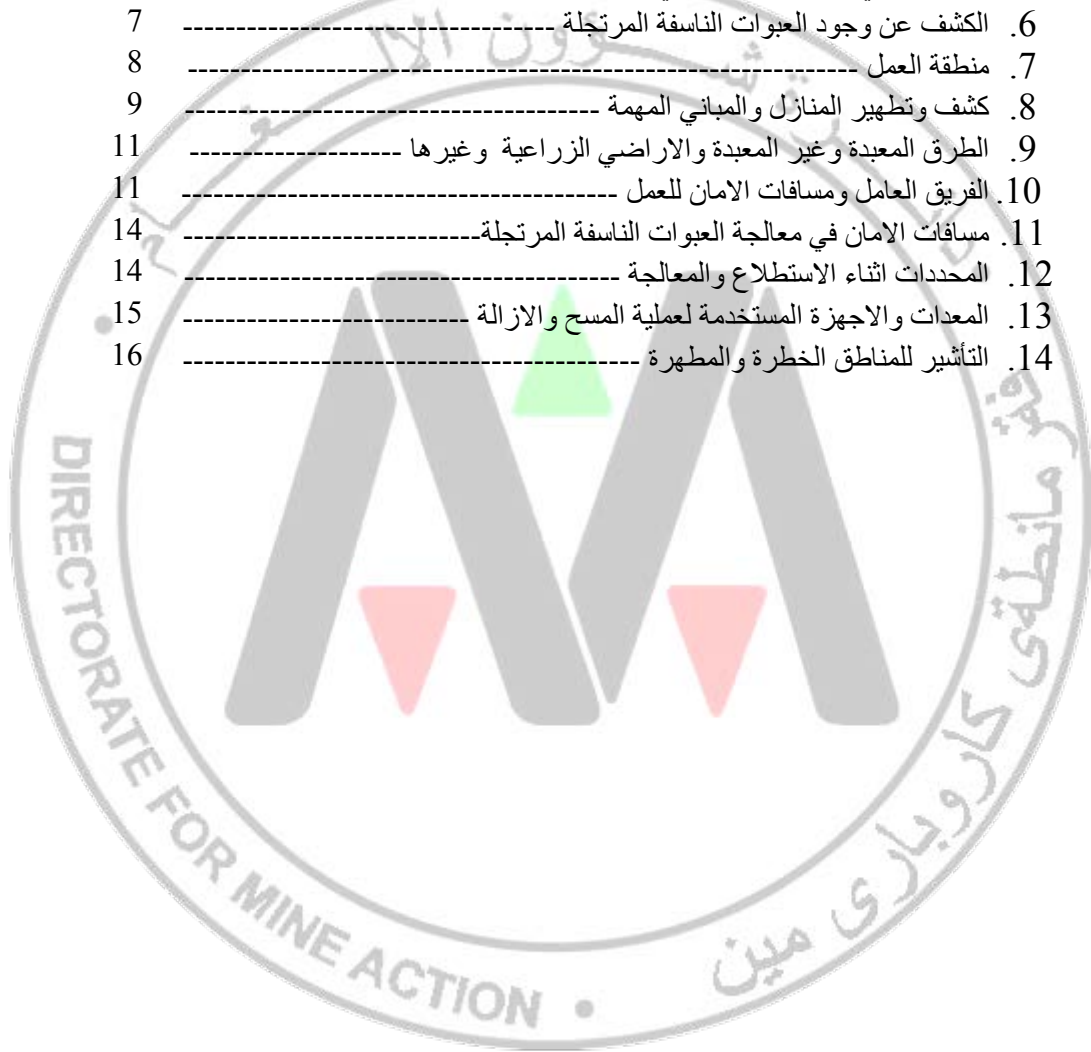 6. الكشف عن وجود العبوات الناسفة المرتجلة ------------------------------------ 7
7. منطقة العمل ---------------------------------------------------------------- 8
8. كشف وتطهير المنازل والمباني المهمة ---------------------------------------- 9
9. الطرق المعبدة وغير المعبدة والاراضي الزراعية وغيرها -------------------- 11
10. الفريق العامل ومسافات الامان للعمل ------------------------------------------ 11
11. مسافات الامان في معالجة العبوات الناسفة المرتجلة----------------------------- 14
12. المحددات اثناء الاستطلاع والمعالجة ------------------------------------------ 14
13. المعدات والاجهزة المستخدمة لعملية المسح والازالة --------------------------- 15
14. التأشير للمناطق الخطرة والمطهرة -------------------------------------------- 16
DIRECTORATE FOR MINE ACTION